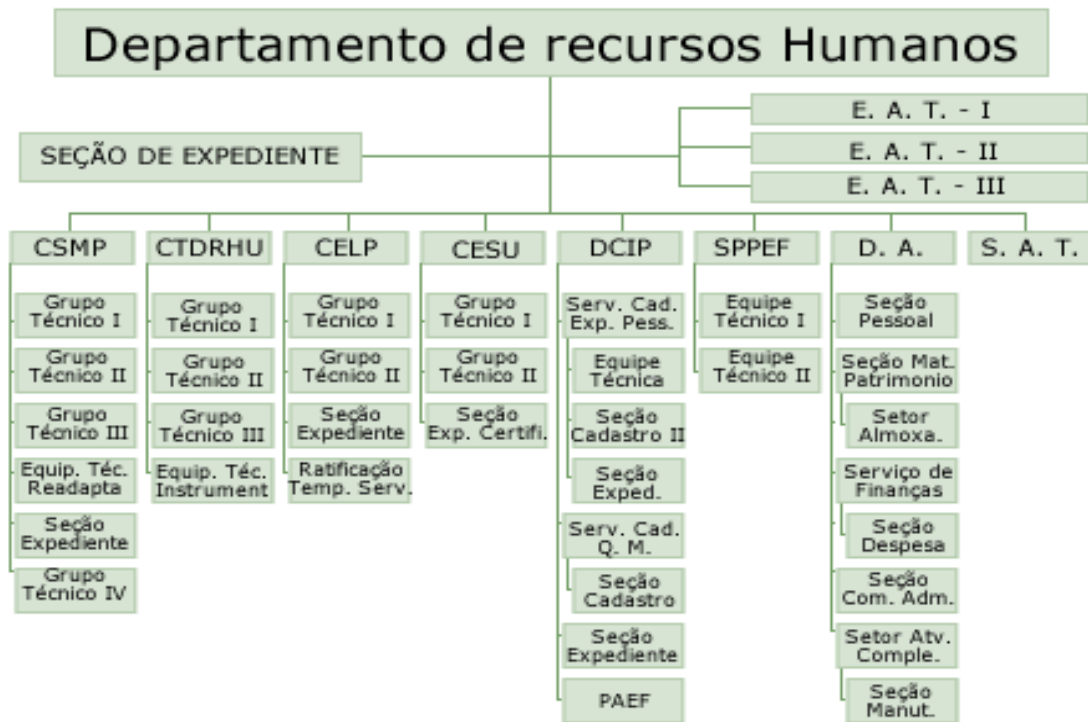 Departamento de recursos Humanos
E. A. T. - I
SEÇÃO DE EXPEDIENTE
E. A. T. - II
E. A. T. - III
CSMP
CTDRHU
CELP
CESU
DCIP
SPPEF
D. A.
S. A. T.
Grupo
Técnico I
Grupo
Técnico II
Grupo
Técnico III
Equip. Téc.
Readapta
Seção
Expediente
Grupo
Técnico IV
Grupo
Técnico I
Grupo
Técnico II
Grupo
Técnico III
Equip. Téc.
Instrument
Grupo
Técnico I
Grupo
Técnico II
Seção
Expediente
Ratificação
Temp. Serv.
Grupo
Técnico I
Grupo
Técnico II
Seção
Exp. Certifi.
Serv. Cad.
Exp. Pess.
Equipe
Técnica
Seção
Cadastro II
Seção
Exped.
Serv. Cad.
Q. M.
Seção
Cadastro
Seção
Expediente
PAEF
Equipe
Técnico I
Equipe
Técnico II
Seção
Pessoal
Seção Mat.
Patrimonio
Setor
Almoxa.
Serviço de
Finanças
Seção
Despesa
Seção
Com. Adm.
Setor Atv.
Comple.
Seção
Manut.